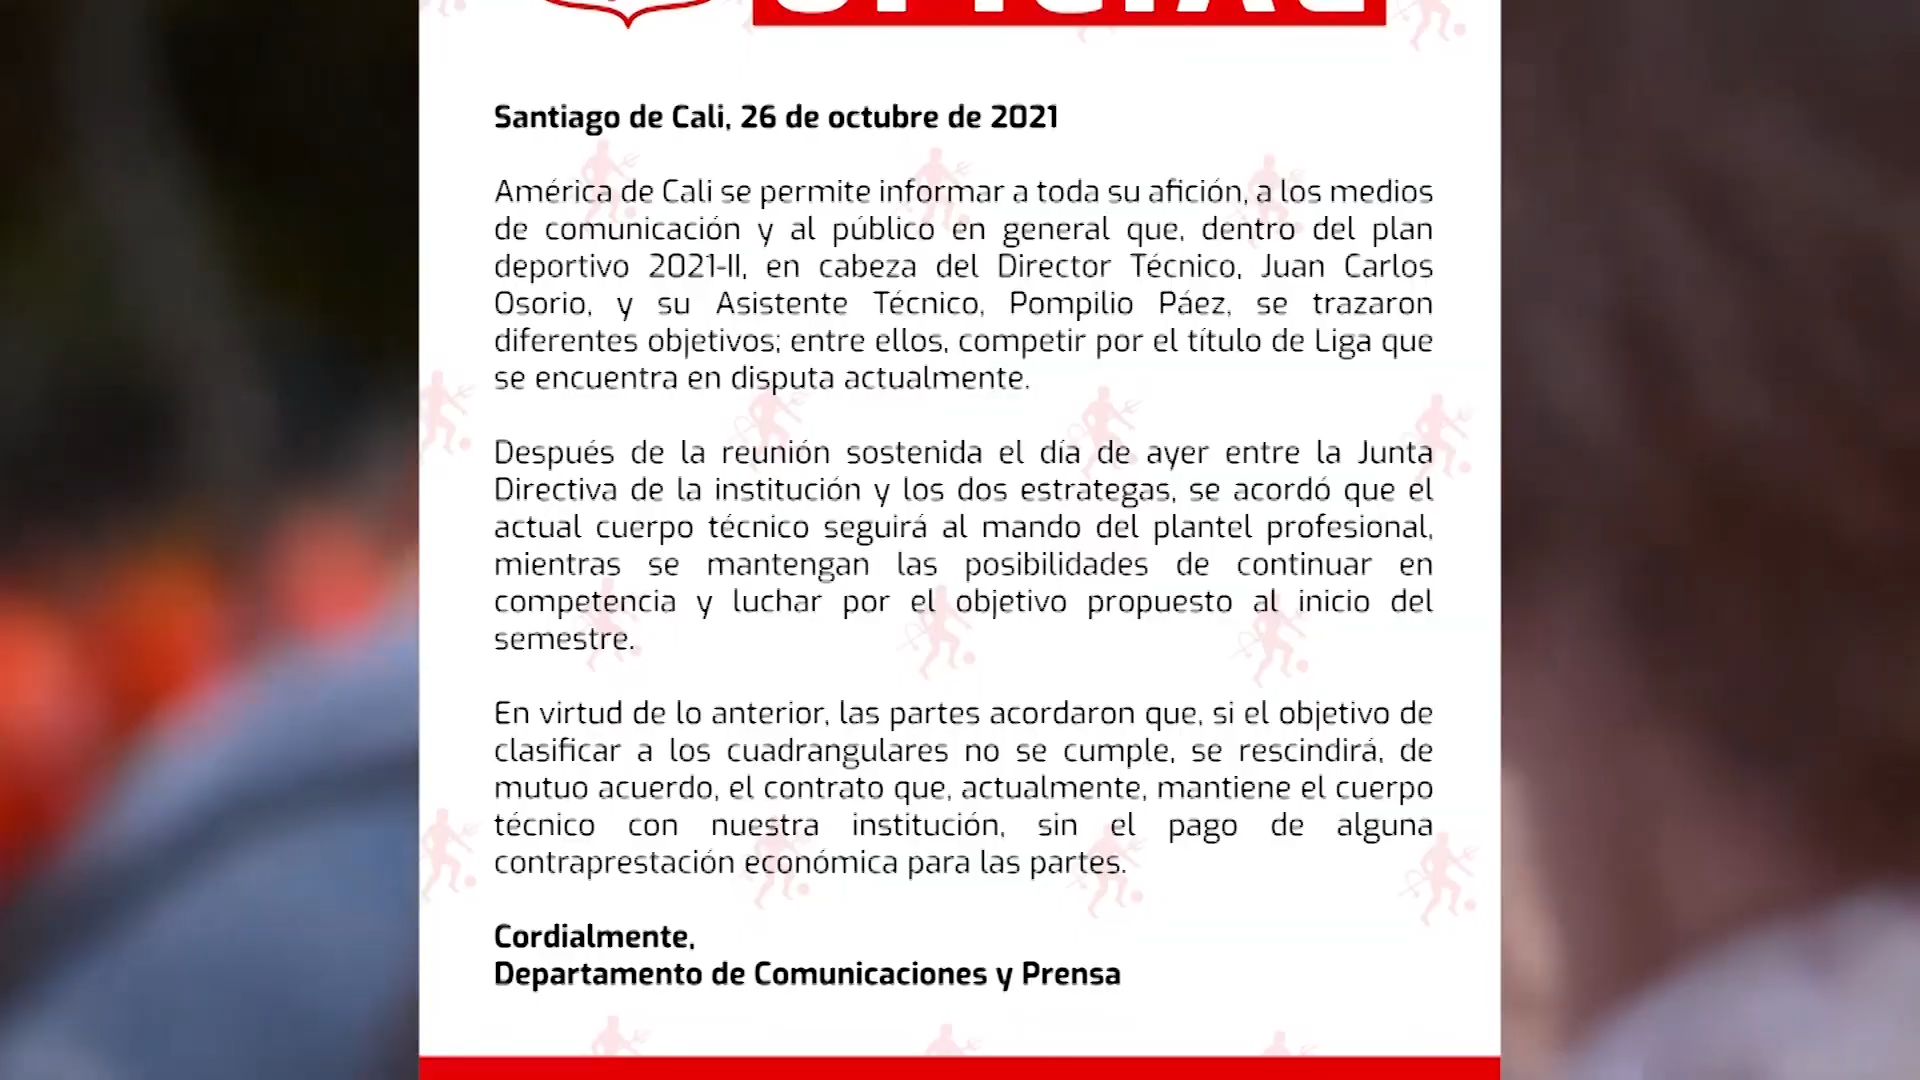 OFICIAL
Santiago de Cali, 26 de octubre de 2021
América de Cali se permite informar a toda su afición, a los medios
de comunicación y al público en general que, dentro del plan
deportivo 2021-II, en cabeza del Director Técnico, Juan Carlos
Osorio, y su Asistente Técnico, Pompilio Páez, se trazaron
diferentes objetivos; entre ellos, competir por el título de Liga que
se encuentra en disputa actualmente.
Después de la reunión sostenida el día de ayer entre la Junta
Directiva de la institución y los dos estrategas, se acordó que el
actual cuerpo técnico seguirá al mando del plantel profesional,
mientras se mantengan las posibilidades de continuar en
competencia y luchar por el objetivo propuesto al inicio del
semestre.
En virtud de lo anterior, las partes acordaron que, si el objetivo de
clasificar a los cuadrangulares no se cumple, se rescindirá, de
mutuo acuerdo, el contrato que, actualmente, mantiene el cuerpo
técnico con nuestra institución, sin el pago de alguna
contraprestación económica para las partes.
Cordialmente,
Departamento de Comunicaciones y Prensa